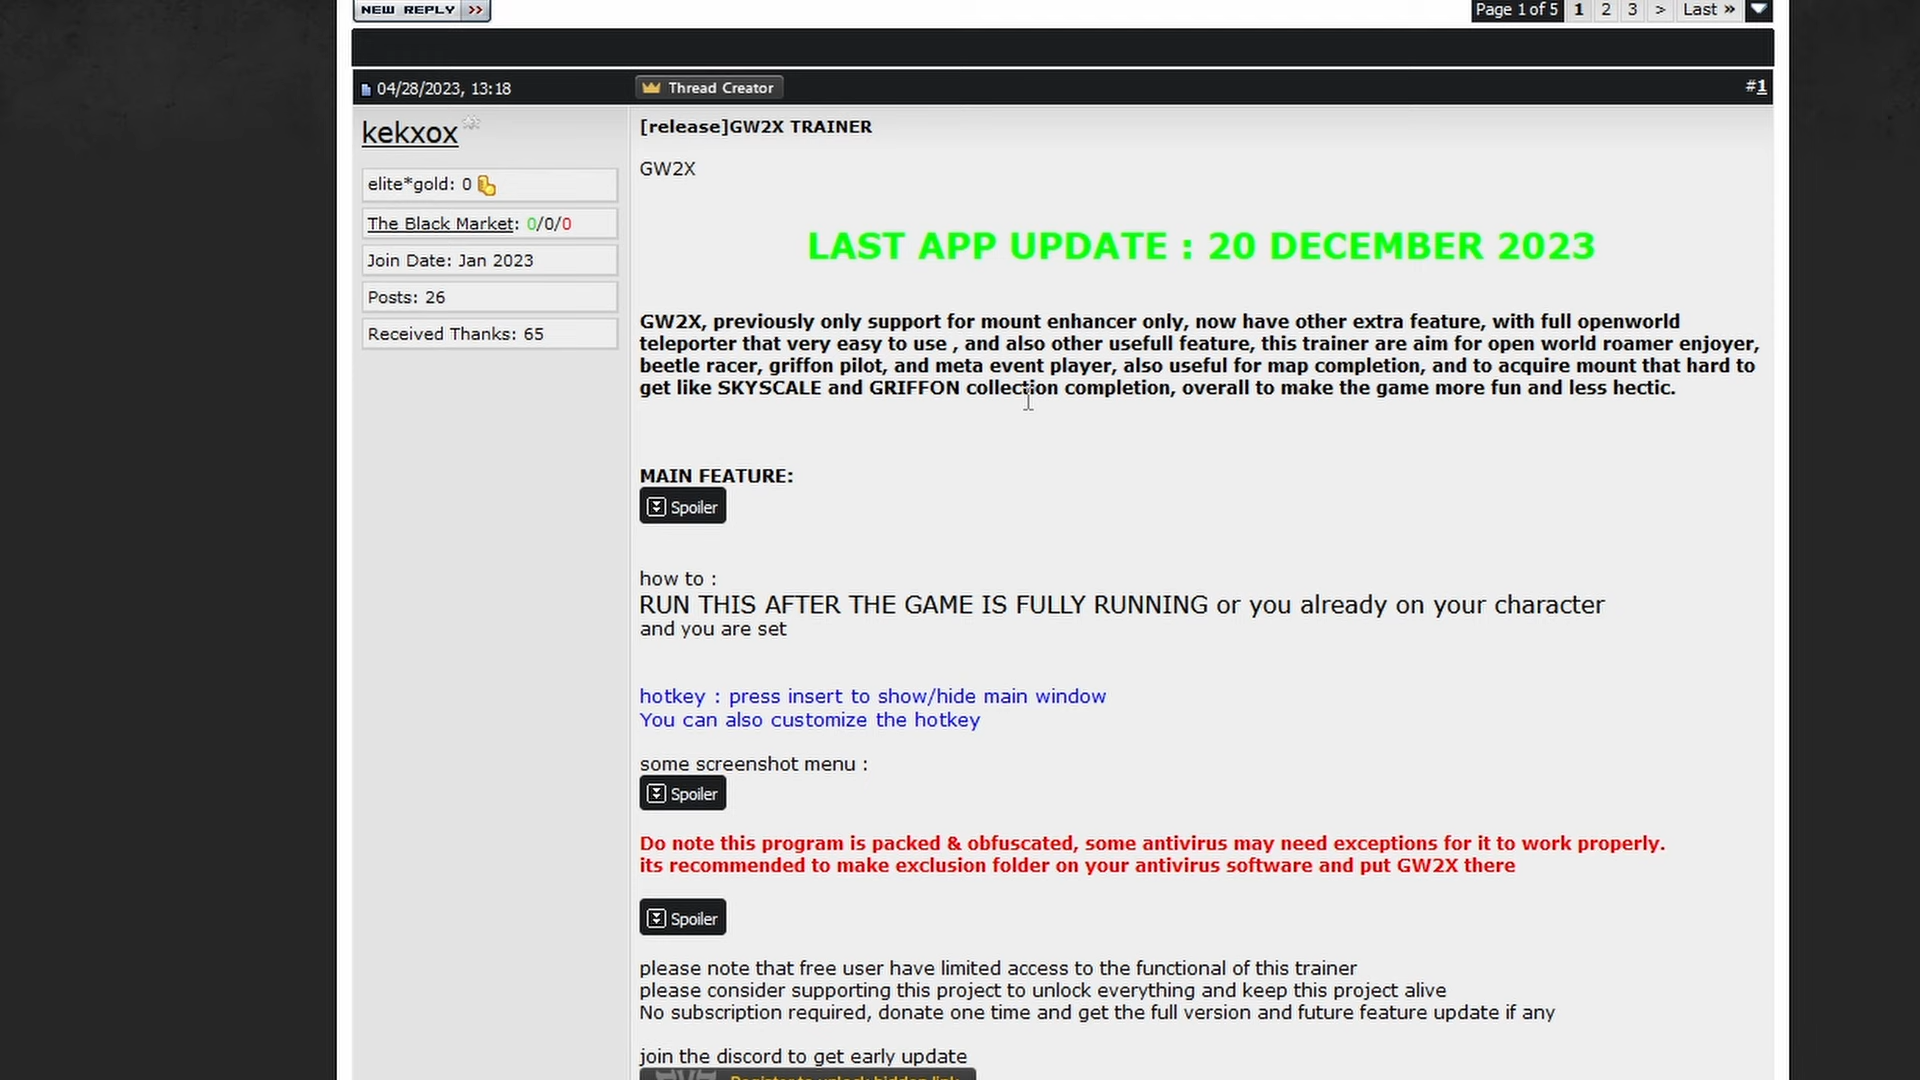 NEW REPLY >>
Page 1 of 5 1 2 3 > Last »
04/28/2023, 13:18 Thread Creator #1
kekxox
elite*gold: 0
The Black Market: 0/0/0
Join Date: Jan 2023
Posts: 26
Received Thanks: 65
[release]GW2X TRAINER
GW2X
LAST APP UPDATE : 20 DECEMBER 2023
GW2X, previously only support for mount enhancer only, now have other extra feature, with full openworld
teleporter that very easy to use , and also other usefull feature, this trainer are aim for open world roamer enjoyer,
beetle racer, griffon pilot, and meta event player, also useful for map completion, and to acquire mount that hard to
get like SKYSCALE and GRIFFON collection completion, overall to make the game more fun and less hectic.
MAIN FEATURE:
Spoiler
how to :
RUN THIS AFTER THE GAME IS FULLY RUNNING or you already on your character
and you are set
hotkey : press insert to show/hide main window
You can also customize the hotkey
some screenshot menu :
Spoiler
Do note this program is packed & obfuscated, some antivirus may need exceptions for it to work properly.
its recommended to make exclusion folder on your antivirus software and put GW2X there
Spoiler
please note that free user have limited access to the functional of this trainer
please consider supporting this project to unlock everything and keep this project alive
No subscription required, donate one time and get the full version and future feature update if any
join the discord to get early update